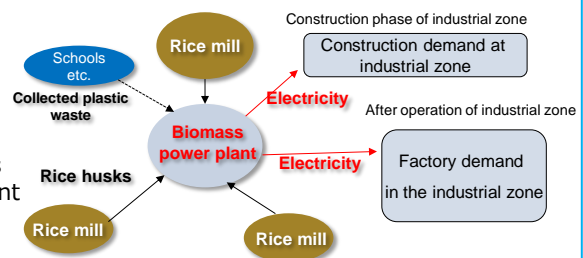 Construction phase of industrial zone
Rice mill
Construction demand at
industrial zone
Schools
etc.
Collected plastic
waste
Electricity
After operation of industrial zone
Biomass
power plant
Electricity
Factory demand
in the industrial zone
s
nt
Rice husks
Rice mill
Rice mill